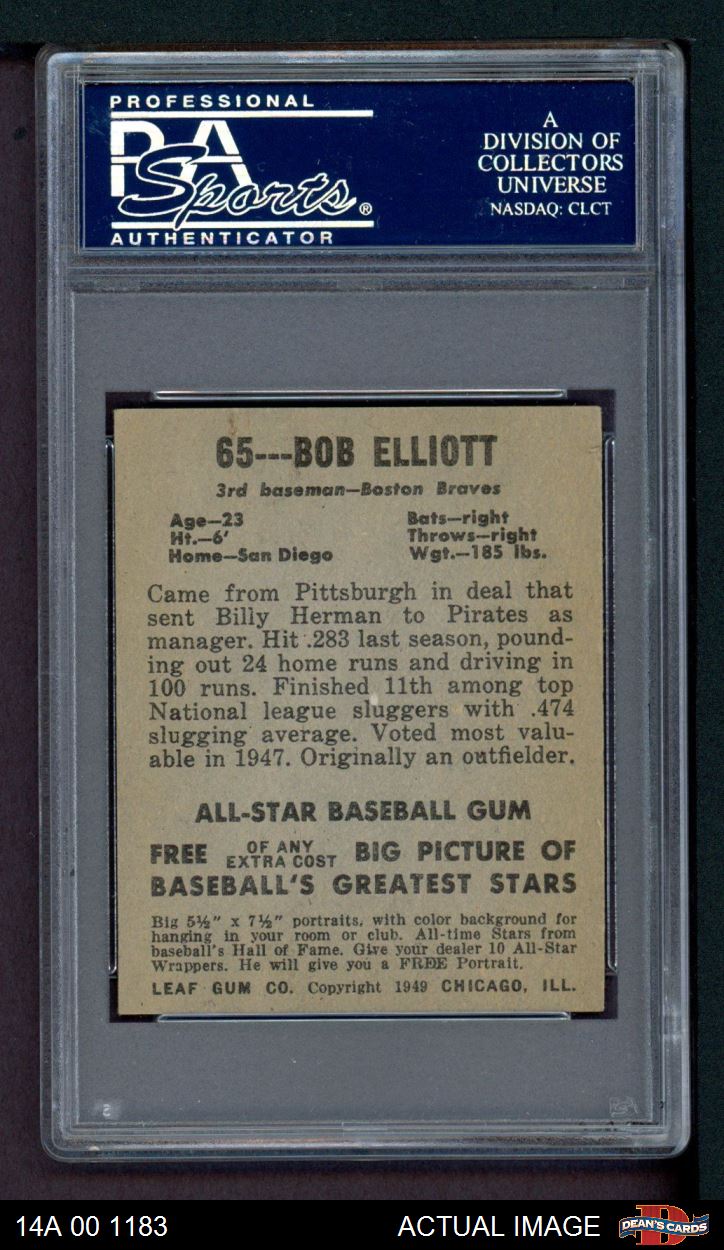 PROFESSIONAL
PSA
Sports®
AUTHENTICATOR
A
DIVISION OF
COLLECTORS
UNIVERSE
NASDAQ: CLCT
65---BOB ELLIOTT
3rd baseman—Boston Braves
Age—23 Bats—right
Ht.—6' Throws—right
Home—San Diego Wgt.—185 lbs.
Came from Pittsburgh in deal that
sent Billy Herman to Pirates as
manager. Hit .283 last season, pound-
ing out 24 home runs and driving in
100 runs. Finished 11th among top
National league sluggers with .474
slugging average. Voted most valu-
able in 1947. Originally an outfielder.
ALL-STAR BASEBALL GUM
FREE OF ANY EXTRA COST BIG PICTURE OF
BASEBALL'S GREATEST STARS
Big 5½" x 7½" portraits, with color background for
hanging in your room or club. All-time Stars from
baseball's Hall of Fame. Give your dealer 10 All-Star
Wrappers. He will give you a FREE Portrait.
LEAF GUM CO. Copyright 1949 CHICAGO, ILL.
PSA
14A 00 1183 ACTUAL IMAGE DEAN'S CARDS